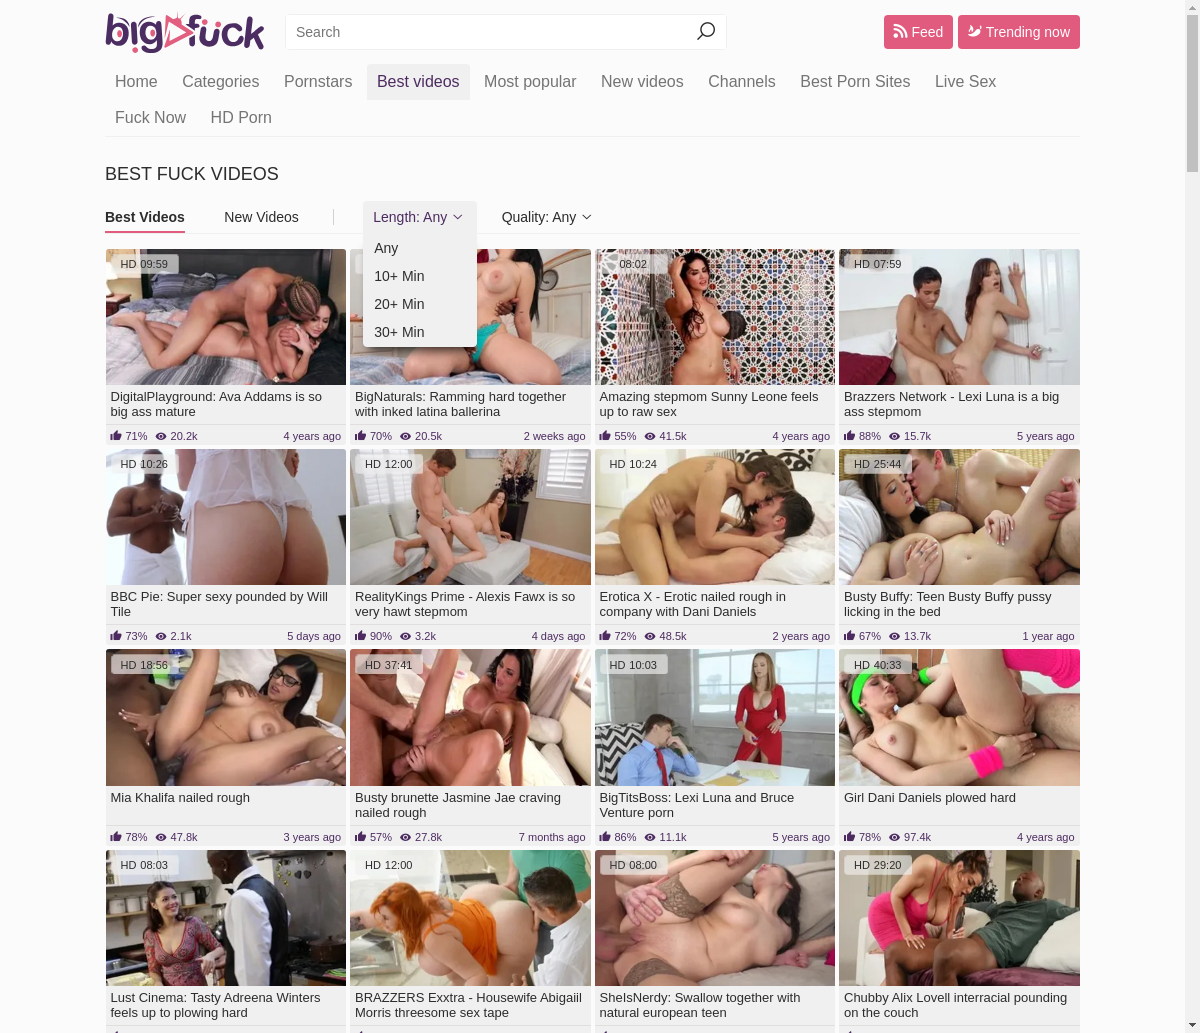 bigfuck
Search
Feed
Trending now
Home
Categories
Pornstars
Best videos
Most popular
New videos
Channels
Best Porn Sites
Live Sex
Fuck Now
HD Porn
BEST FUCK VIDEOS
Best Videos
New Videos
Length: Any
Quality: Any
Any
10+ Min
20+ Min
30+ Min
HD 09:59
08:02
HD 07:59
DigitalPlayground: Ava Addams is so
big ass mature
71% 20.2k 4 years ago
BigNaturals: Ramming hard together
with inked latina ballerina
70% 20.5k 2 weeks ago
Amazing stepmom Sunny Leone feels
up to raw sex
55% 41.5k 4 years ago
Brazzers Network - Lexi Luna is a big
ass stepmom
88% 15.7k 5 years ago
HD 10:26
HD 12:00
HD 10:24
HD 25:44
BBC Pie: Super sexy pounded by Will
Tile
73% 2.1k 5 days ago
RealityKings Prime - Alexis Fawx is so
very hawt stepmom
90% 3.2k 4 days ago
Erotica X - Erotic nailed rough in
company with Dani Daniels
72% 48.5k 2 years ago
Busty Buffy: Teen Busty Buffy pussy
licking in the bed
67% 13.7k 1 year ago
HD 18:56
HD 37:41
HD 10:03
HD 40:33
Mia Khalifa nailed rough
78% 47.8k 3 years ago
Busty brunette Jasmine Jae craving
nailed rough
57% 27.8k 7 months ago
BigTitsBoss: Lexi Luna and Bruce
Venture porn
86% 11.1k 5 years ago
Girl Dani Daniels plowed hard
78% 97.4k 4 years ago
HD 08:03
HD 12:00
HD 08:00
HD 29:20
Lust Cinema: Tasty Adreena Winters
feels up to plowing hard
BRAZZERS Exxtra - Housewife Abigaiil
Morris threesome sex tape
SheIsNerdy: Swallow together with
natural european teen
Chubby Alix Lovell interracial pounding
on the couch